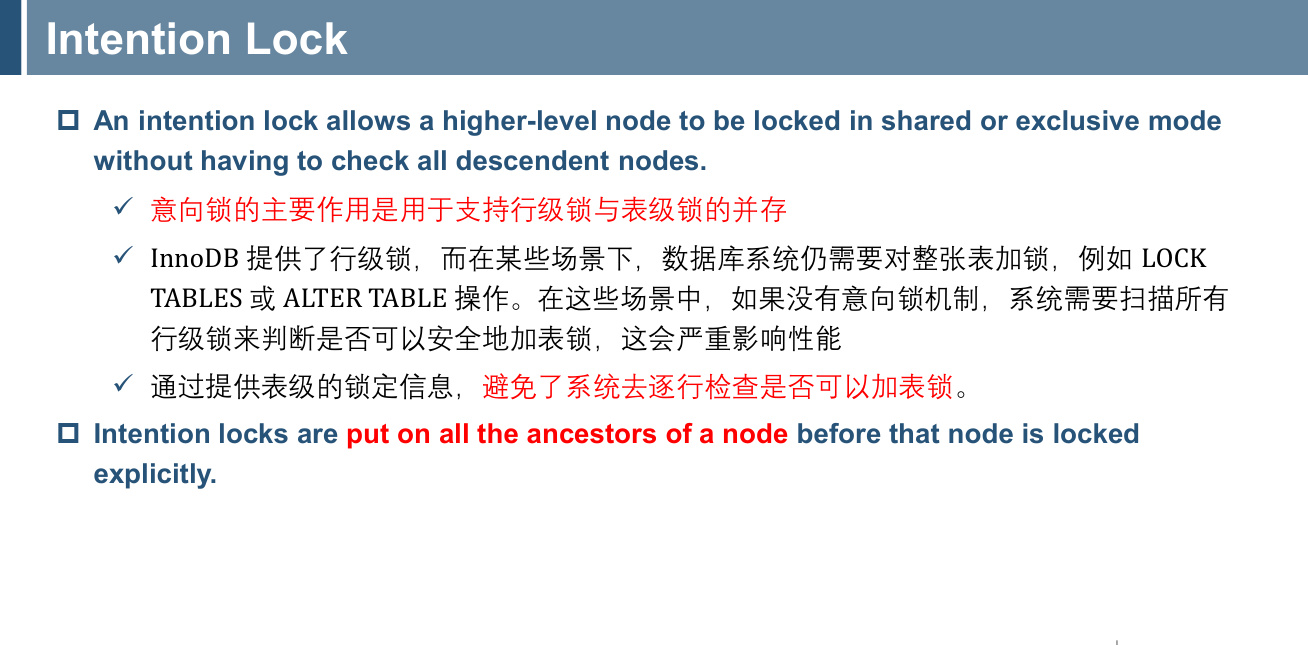 Intention Lock
An intention lock allows a higher-level node to be locked in shared or exclusive mode
without having to check all descendent nodes.
意向锁的主要作用是用于支持行级锁与表级锁的并存
InnoDB 提供了行级锁，而在某些场景下，数据库系统仍需要对整张表加锁，例如 LOCK
TABLES 或 ALTER TABLE 操作。在这些场景中，如果没有意向锁机制，系统需要扫描所有
行级锁来判断是否可以安全地加表锁，这会严重影响性能
通过提供表级的锁定信息，避免了系统去逐行检查是否可以加表锁。
Intention locks are put on all the ancestors of a node before that node is locked
explicitly.